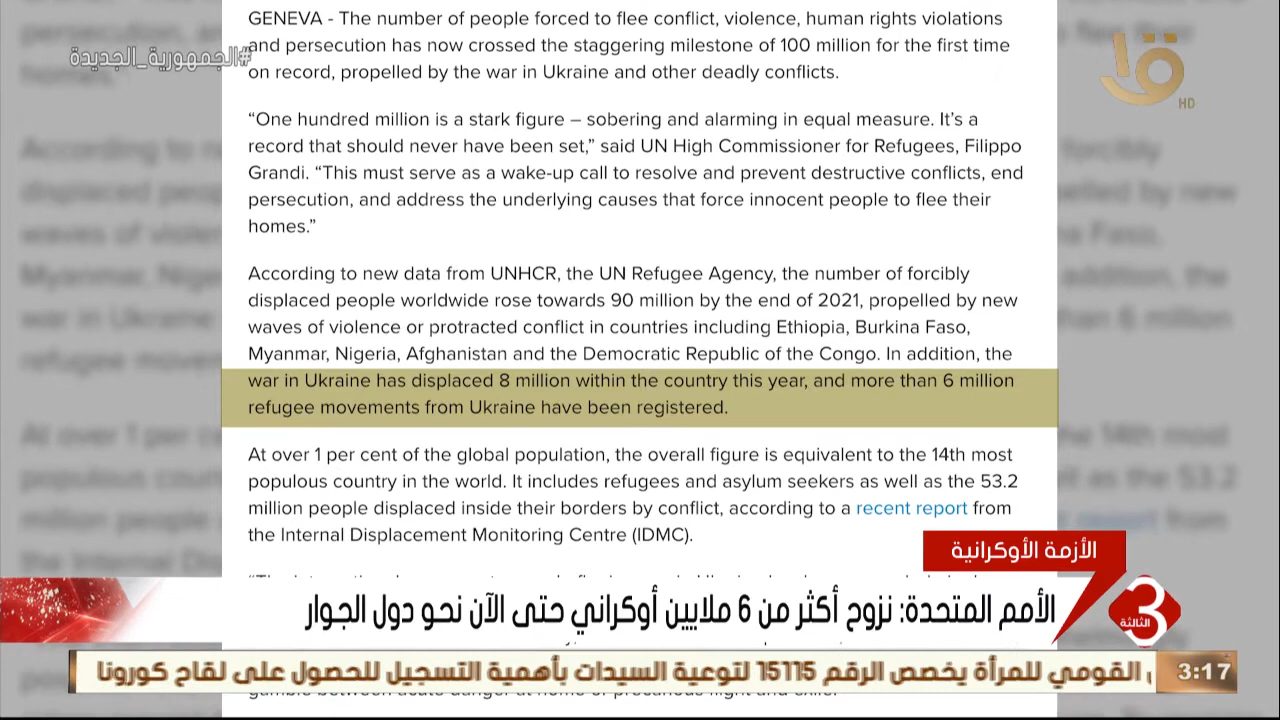 GENEVA - The number of people forced to flee conflict, violence, human rights violations
and persecution has now crossed the staggering milestone of 100 million for the first time
on record, propelled by the war in Ukraine and other deadly conflicts.
#الجمهورية_الجديدة
HD
“One hundred million is a stark figure – sobering and alarming in equal measure. It’s a
record that should never have been set,” said UN High Commissioner for Refugees, Filippo
Grandi. “This must serve as a wake-up call to resolve and prevent destructive conflicts, end
persecution, and address the underlying causes that force innocent people to flee their
homes.”
According to new data from UNHCR, the UN Refugee Agency, the number of forcibly
displaced people worldwide rose towards 90 million by the end of 2021, propelled by new
waves of violence or protracted conflict in countries including Ethiopia, Burkina Faso,
Myanmar, Nigeria, Afghanistan and the Democratic Republic of the Congo. In addition, the
war in Ukraine has displaced 8 million within the country this year, and more than 6 million
refugee movements from Ukraine have been registered.
At over 1 per cent of the global population, the overall figure is equivalent to the 14th most
populous country in the world. It includes refugees and asylum seekers as well as the 53.2
million people displaced inside their borders by conflict, according to a recent report from
the Internal Displacement Monitoring Centre (IDMC).
الأزمة الأوكرانية
الأمم المتحدة: نزوح أكثر من 6 ملايين أوكراني حتى الآن نحو دول الجوار
3 الثالثة
القومي للمرأة يخصص الرقم 15115 لتوعية السيدات بأهمية التسجيل للحصول على لقاح كورونا
3:17